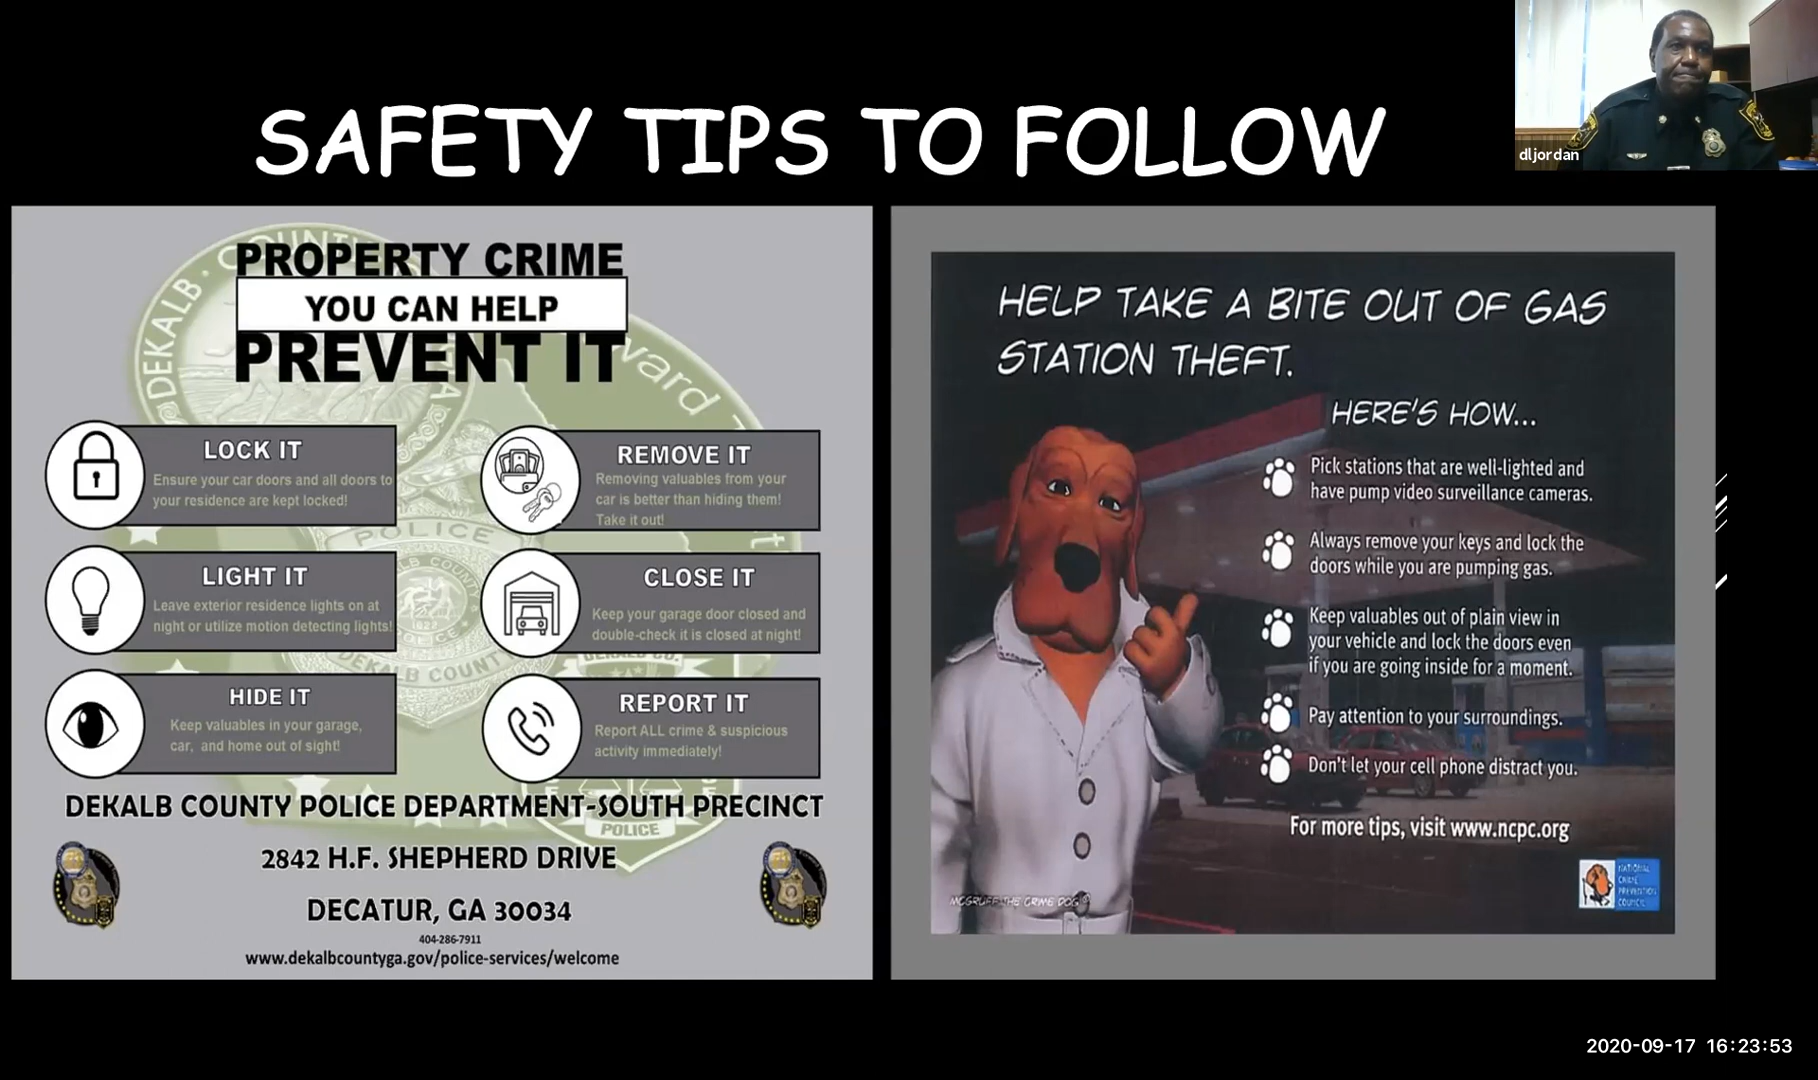 SAFETY TIPS TO FOLLOW
dljordan
PROPERTY CRIME
YOU CAN HELP
PREVENT IT
LOCK IT
Ensure your car doors and all doors to
your residence are kept locked!
REMOVE IT
Removing valuables from your
car is better than hiding them!
Take it out!
LIGHT IT
Leave exterior residence lights on at
night or utilize motion detecting lights!
CLOSE IT
Keep your garage door closed and
double-check it is closed at night!
HIDE IT
Keep valuables in your garage,
car, and home out of sight!
REPORT IT
Report ALL crime & suspicious
activity immediately!
DEKALB COUNTY
POLICE
DEKALB COUNTY
POLICE
DEKALB COUNTY POLICE DEPARTMENT-SOUTH PRECINCT
2842 H.F. SHEPHERD DRIVE
DECATUR, GA 30034
404-286-7911
www.dekalbcountyga.gov/police-services/welcome
HELP TAKE A BITE OUT OF GAS
STATION THEFT.
HERE'S HOW...
Pick stations that are well-lighted and
have pump video surveillance cameras.
Always remove your keys and lock the
doors while you are pumping gas.
Keep valuables out of plain view in
your vehicle and lock the doors even
if you are going inside for a moment.
Pay attention to your surroundings.
Don't let your cell phone distract you.
For more tips, visit www.ncpc.org
MCGRUFF THE CRIME DOG®
NATIONAL
CRIME
PREVENTION
COUNCIL
2020-09-17 16:23:53